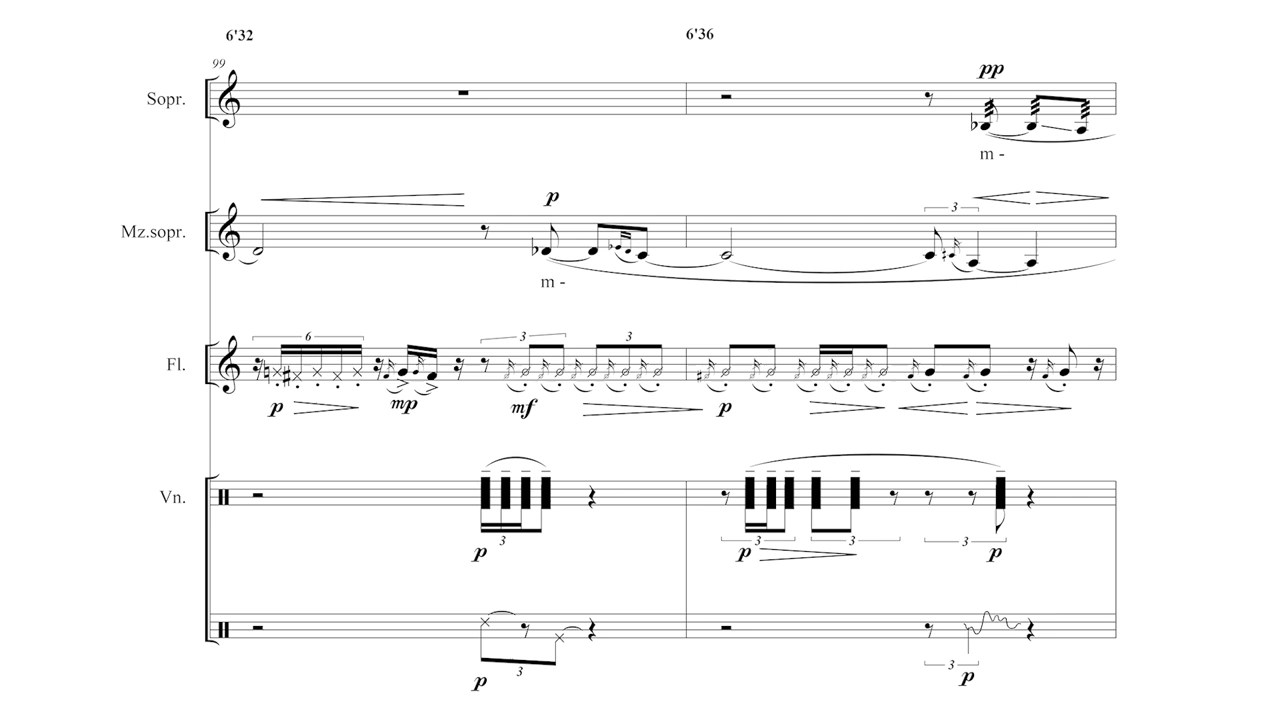 6'32 6'36
99
pp
Sopr.
m -
p 3
Mz.sopr.
m -
6 3 3
Fl.
p mp mf p
Vn.
3 3 3 3
p p p
3 3
p p